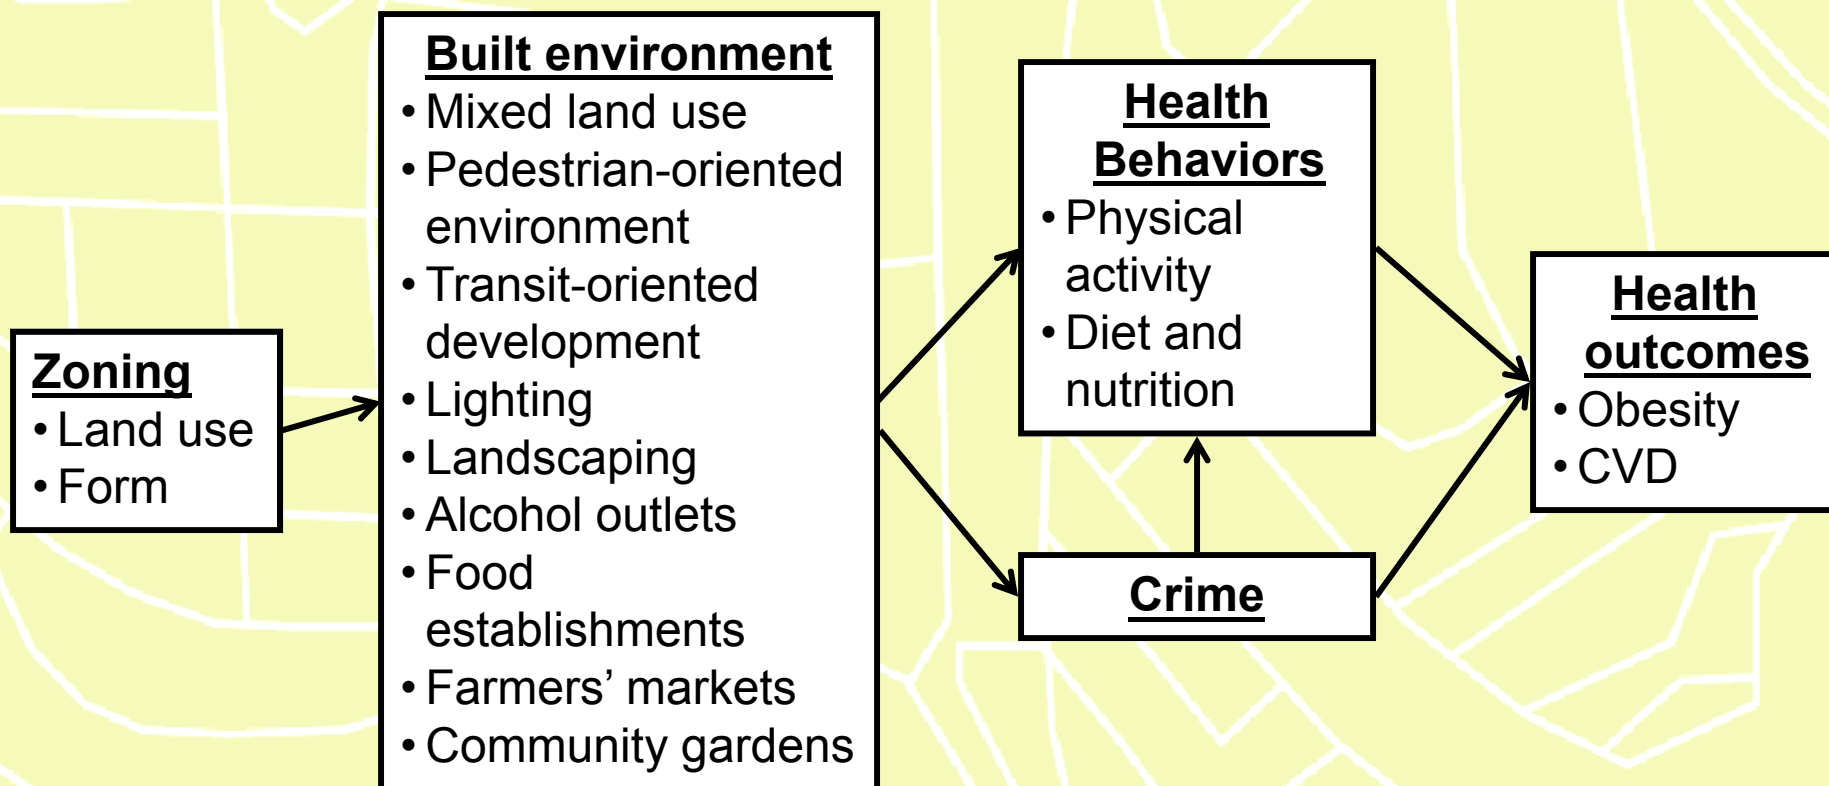 Zoning
• Land use
• Form
Built environment
• Mixed land use
• Pedestrian-oriented
environment
• Transit-oriented
development
• Lighting
• Landscaping
• Alcohol outlets
• Food
establishments
• Farmers’ markets
• Community gardens
Health
Behaviors
• Physical
activity
• Diet and
nutrition
Crime
Health
outcomes
• Obesity
• CVD